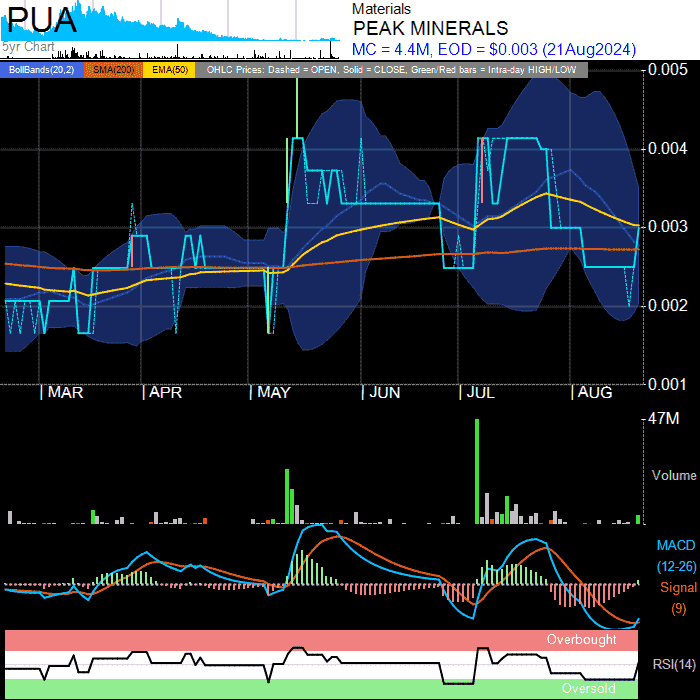 PUA
5yr Chart
Materials
PEAK MINERALS
MC = 4.4M, EOD = $0.003 (21Aug2024)
BollBands(20,2) SMA(200) EMA(50) OHLC Prices: Dashed = OPEN, Solid = CLOSE, Green/Red bars = Intra-day HIGH/LOW
0.005
0.004
0.003
0.002
0.001
MAR APR MAY JUN JUL AUG
47M
Volume
MACD
(12-26)
Signal
(9)
Overbought
RSI(14)
Oversold